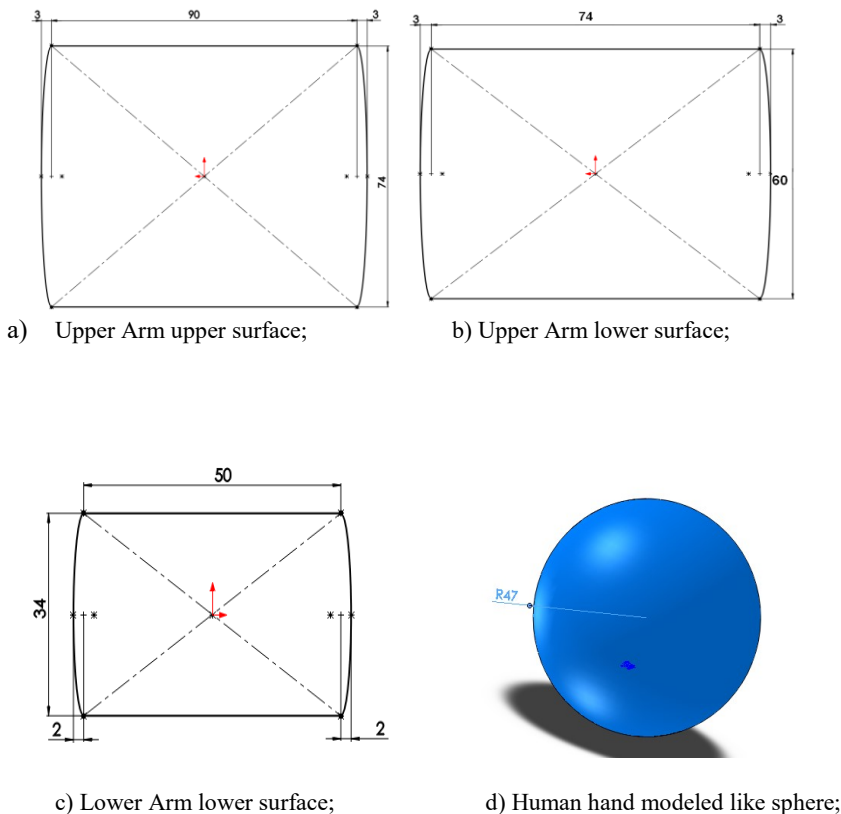 3 90 3
74
a) Upper Arm upper surface;
3 74 3
60
b) Upper Arm lower surface;
50
34
2 2
c) Lower Arm lower surface;
R47
d) Human hand modeled like sphere;